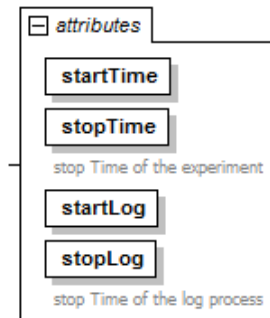 attributes
startTime
stopTime
stop Time of the experiment
startLog
stopLog
stop Time of the log process